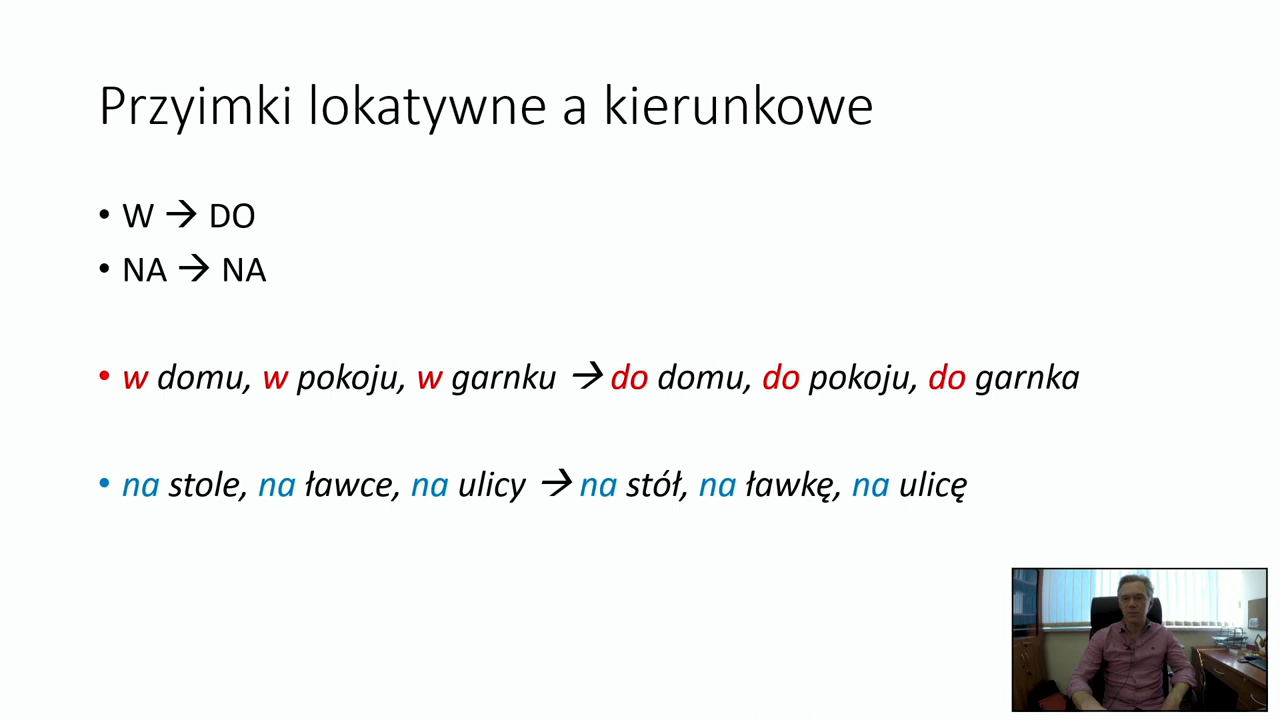 Przyimki lokatywne a kierunkowe
• W → DO
• NA → NA
• w domu, w pokoju, w garnku → do domu, do pokoju, do garnka
• na stole, na ławce, na ulicy → na stół, na ławkę, na ulicę